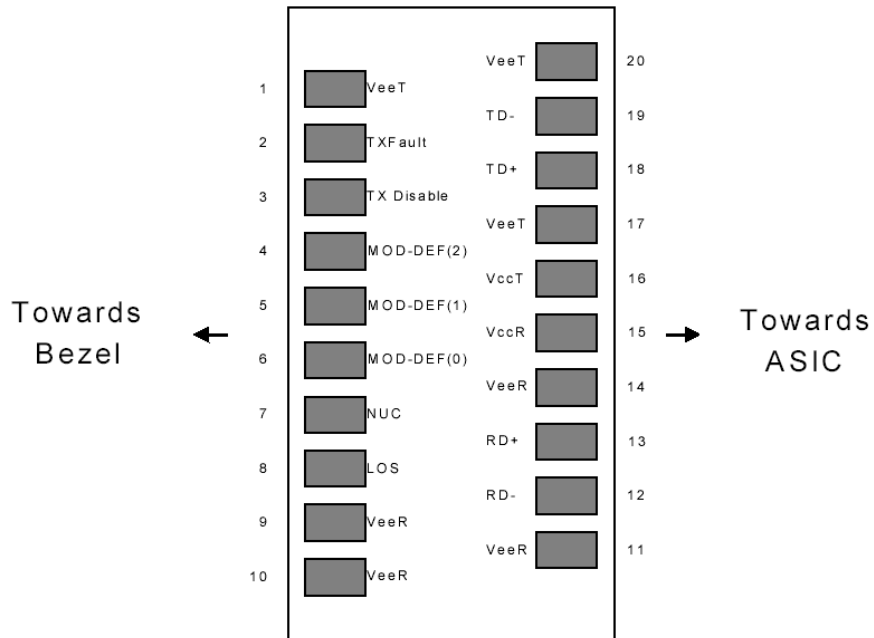 VeeT 20
1 VeeT
TD- 19
2 TXFault
TD+ 18
3 TX Disable
VeeT 17
4 MOD-DEF(2)
VccT 16
5 MOD-DEF(1)
Towards
Bezel
VccR 15
Towards
ASIC
6 MOD-DEF(0)
VeeR 14
7 NUC
RD+ 13
8 LOS
RD- 12
9 VeeR
VeeR 11
10 VeeR